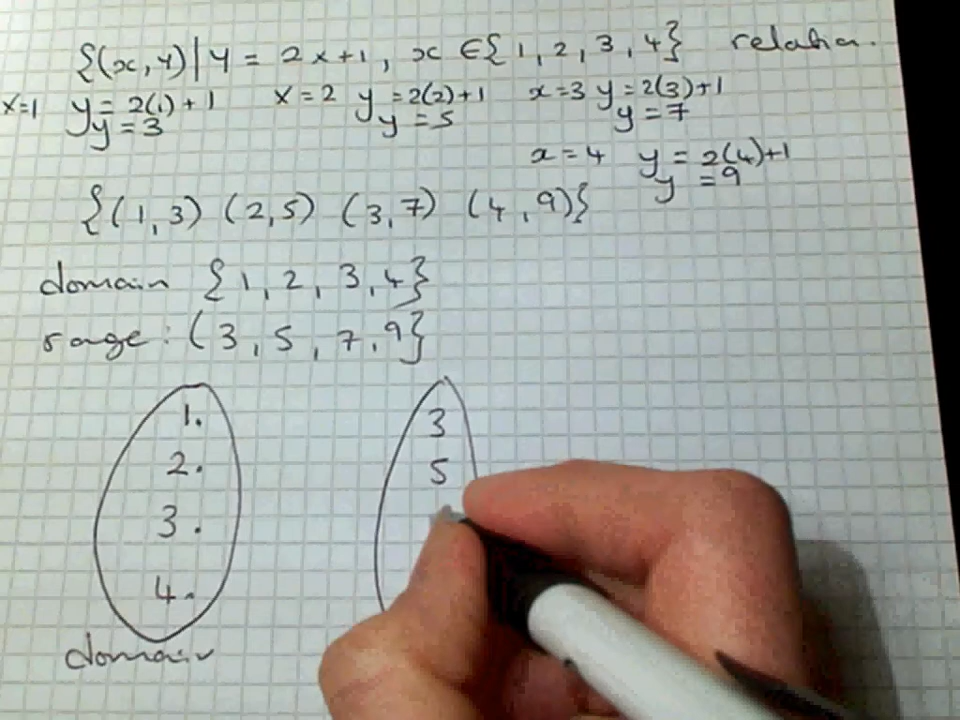 {(x,y)|y = 2x+1, x ∈{1,2,3,4} relation.
x=1 y=2(1)+1 x=2 y=2(2)+1 x=3 y=2(3)+1
y=3 y=5 y=7
x=4 y=2(4)+1
y=9
{(1,3) (2,5) (3,7) (4,9)}
domain {1,2,3,4}
range: (3,5,7,9}
1. 3
2. 5
3.
4.
domain